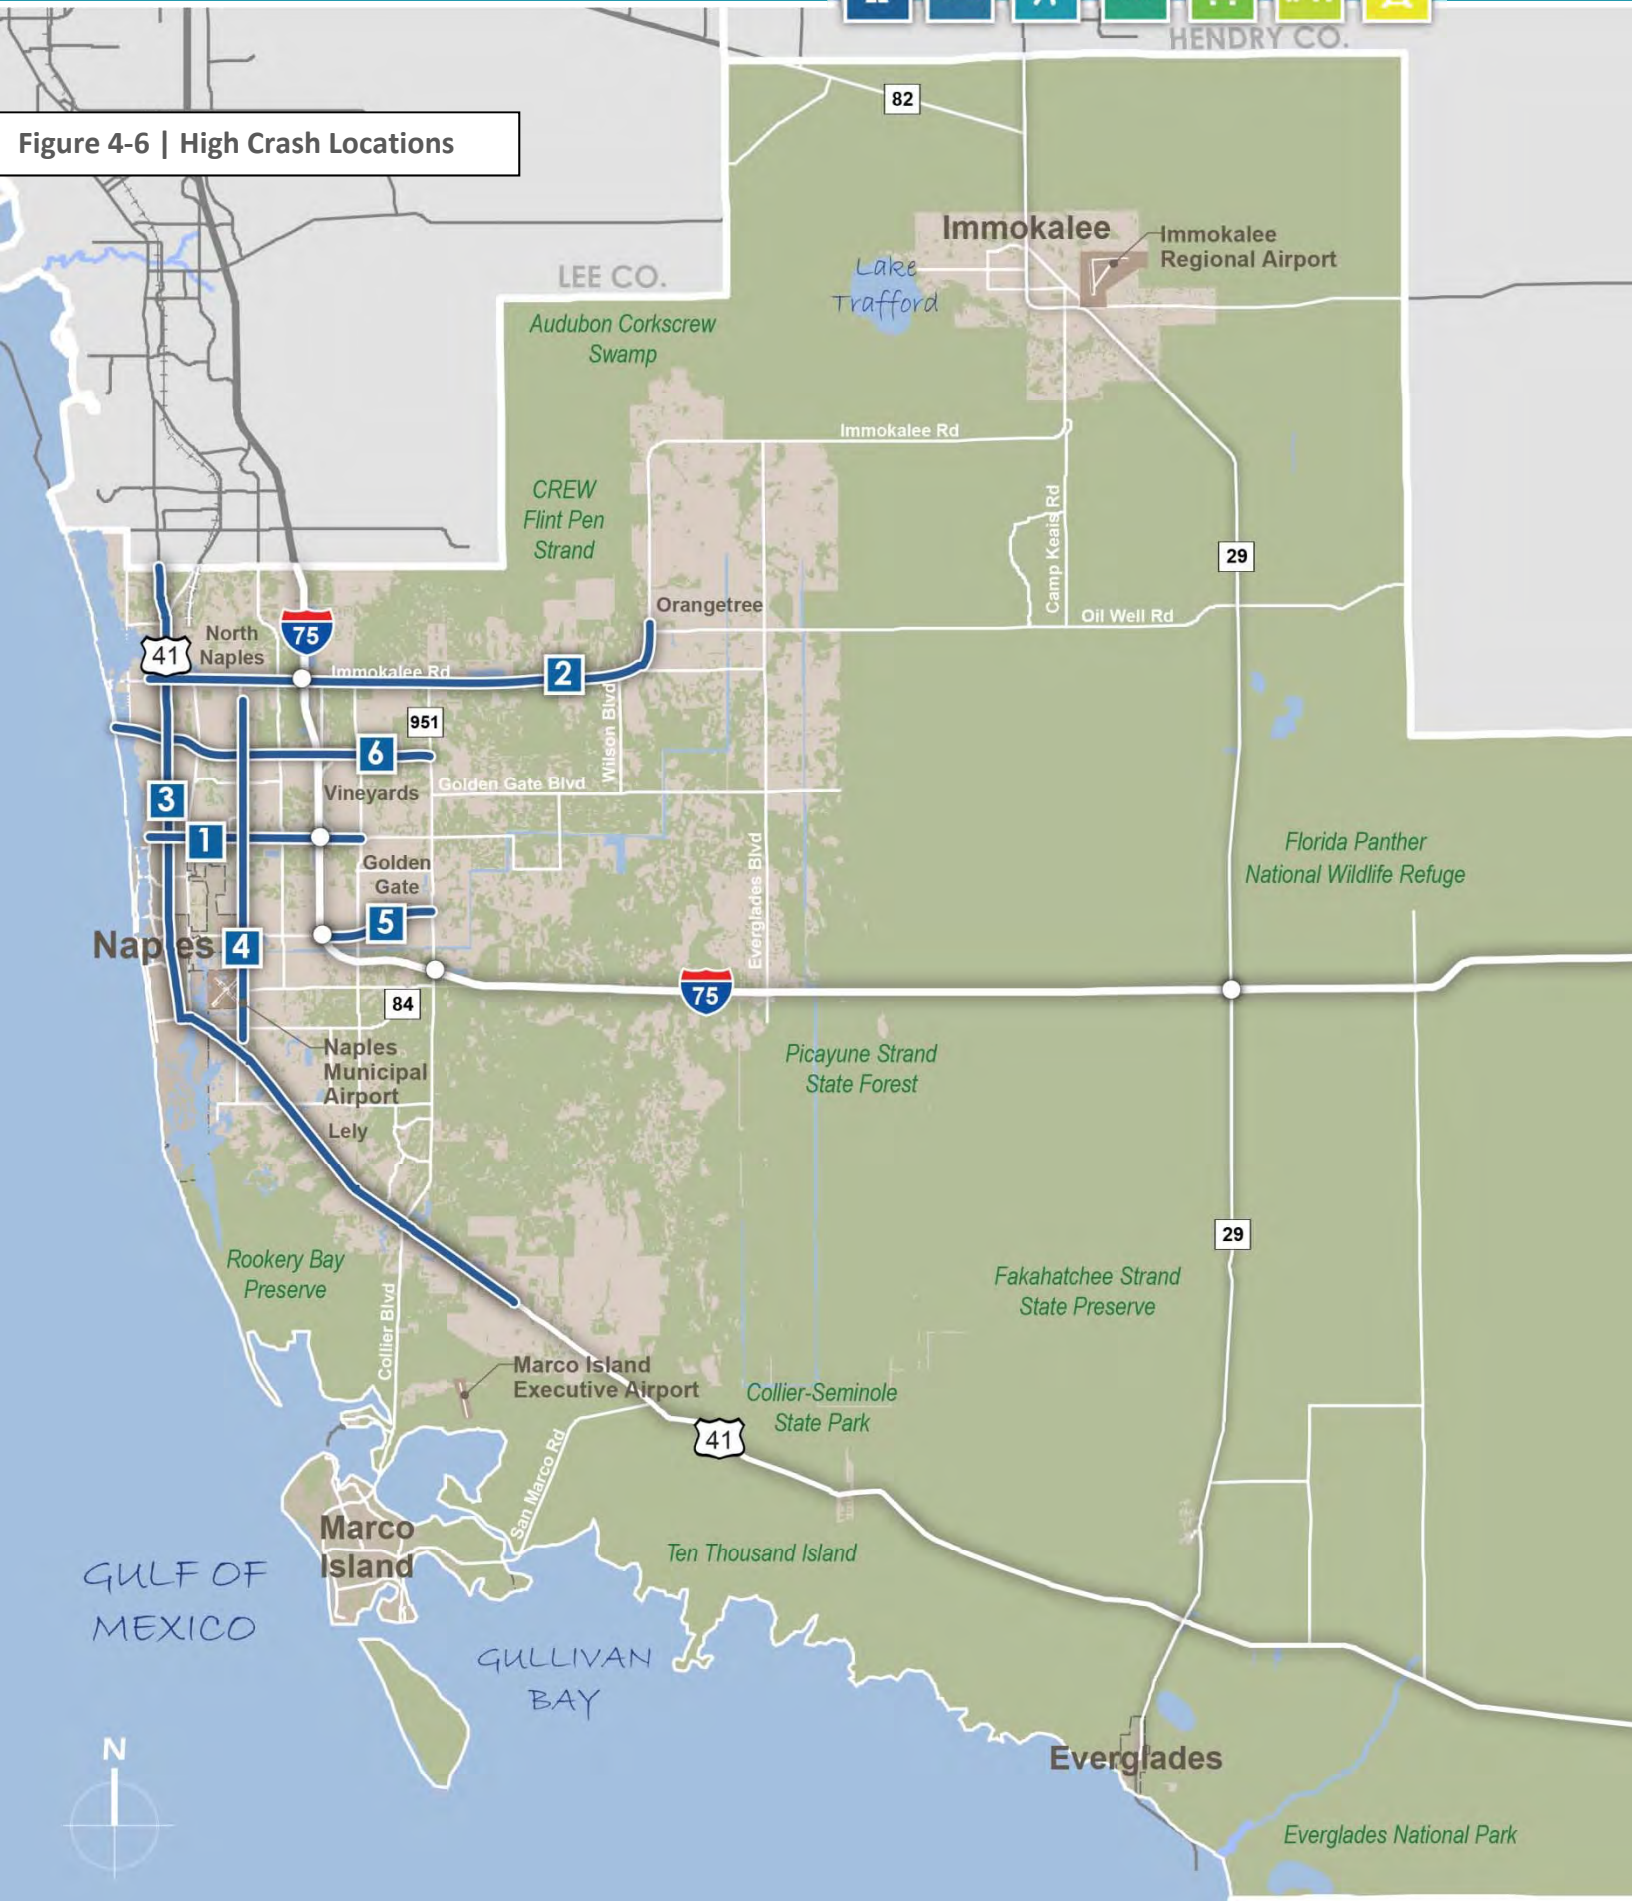 HENDRY CO.
82
Figure 4-6 | High Crash Locations
Immokalee
Immokalee
Regional Airport
LEE CO.
Lake
Trafford
Audubon Corkscrew
Swamp
Immokalee Rd
CREW
Flint Pen
Strand
Camp Keais Rd
29
Orangetree
Oil Well Rd
North
Naples
75
41
Immokalee Rd
2
Wilson Blvd
951
6
Vineyards
Golden Gate Blvd
3
1
Golden
Gate
Everglades Blvd
Florida Panther
National Wildlife Refuge
5
Naples
4
75
84
Naples
Municipal
Airport
Picayune Strand
State Forest
Lely
29
Rookery Bay
Preserve
Fakahatchee Strand
State Preserve
Collier Blvd
Marco Island
Executive Airport
Collier-Seminole
State Park
41
San Marco Rd
Marco
Island
Ten Thousand Island
GULF OF
MEXICO
GULLIVAN
BAY
N
Everglades
Everglades National Park